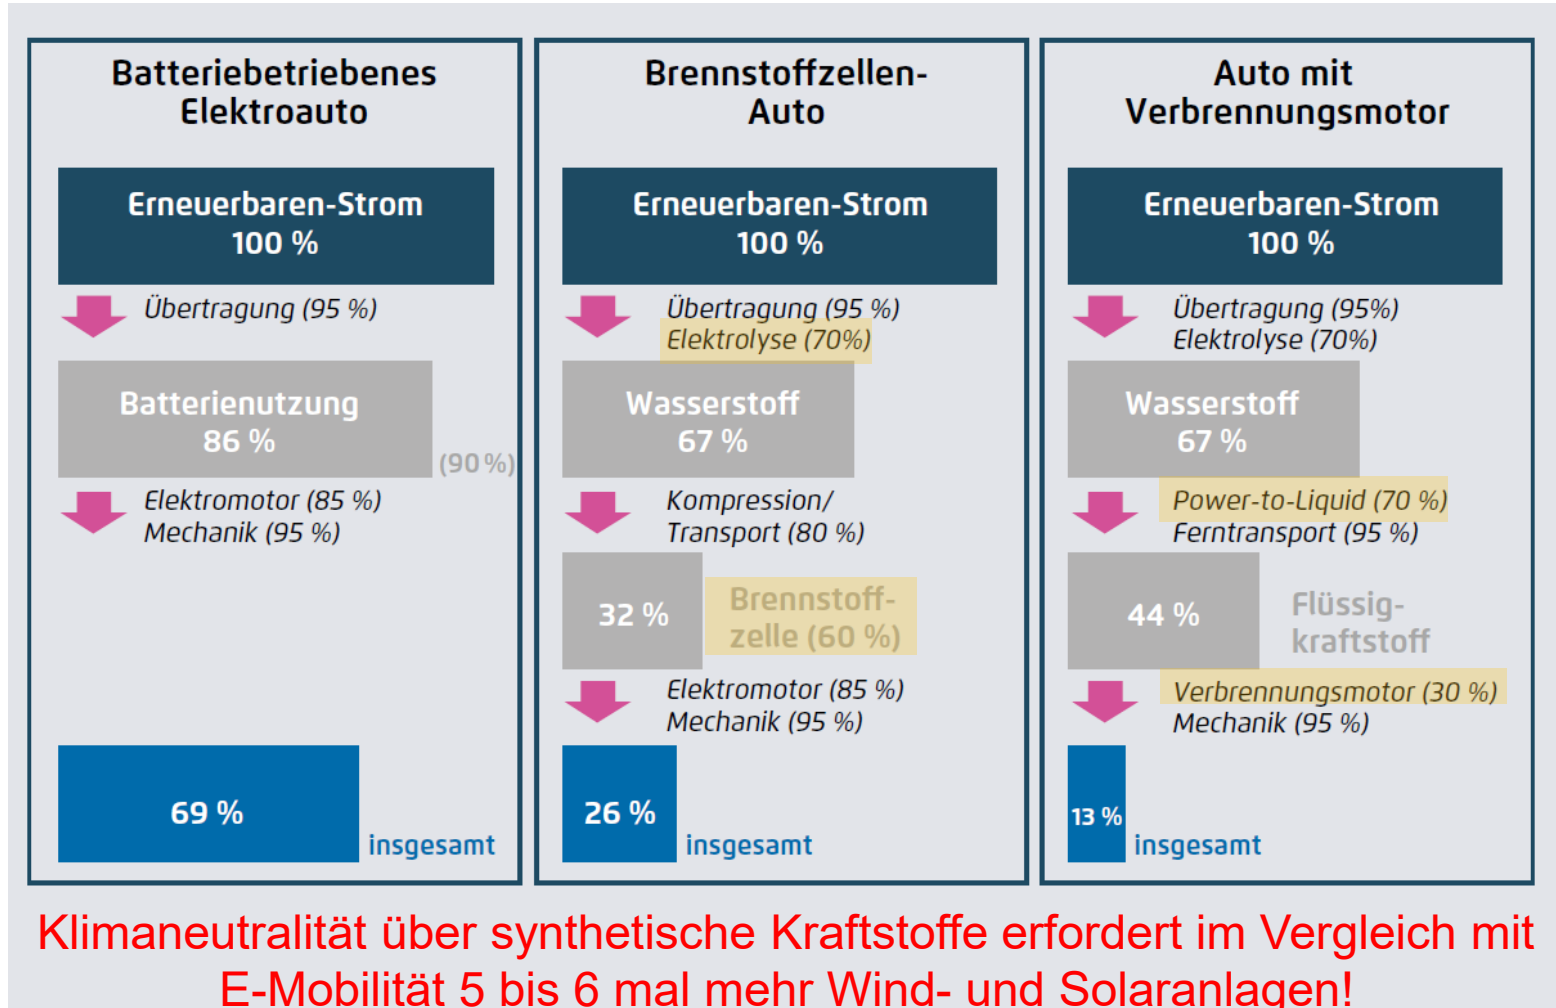 Batteriebetriebenes
Elektroauto
Erneuerbaren-Strom
100 %
Übertragung (95 %)
Batterienutzung
86 %
(90 %)
Elektromotor (85 %)
Mechanik (95 %)
69 %
insgesamt
Brennstoffzellen-
Auto
Erneuerbaren-Strom
100 %
Übertragung (95 %)
Elektrolyse (70%)
Wasserstoff
67 %
Kompression/
Transport (80 %)
32 %
Brennstoff-
zelle (60 %)
Elektromotor (85 %)
Mechanik (95 %)
26 %
insgesamt
Auto mit
Verbrennungsmotor
Erneuerbaren-Strom
100 %
Übertragung (95%)
Elektrolyse (70%)
Wasserstoff
67 %
Power-to-Liquid (70 %)
Ferntransport (95 %)
44 %
Flüssig-
kraftstoff
Verbrennungsmotor (30 %)
Mechanik (95 %)
13 %
insgesamt
Klimaneutralität über synthetische Kraftstoffe erfordert im Vergleich mit
E-Mobilität 5 bis 6 mal mehr Wind- und Solaranlagen!